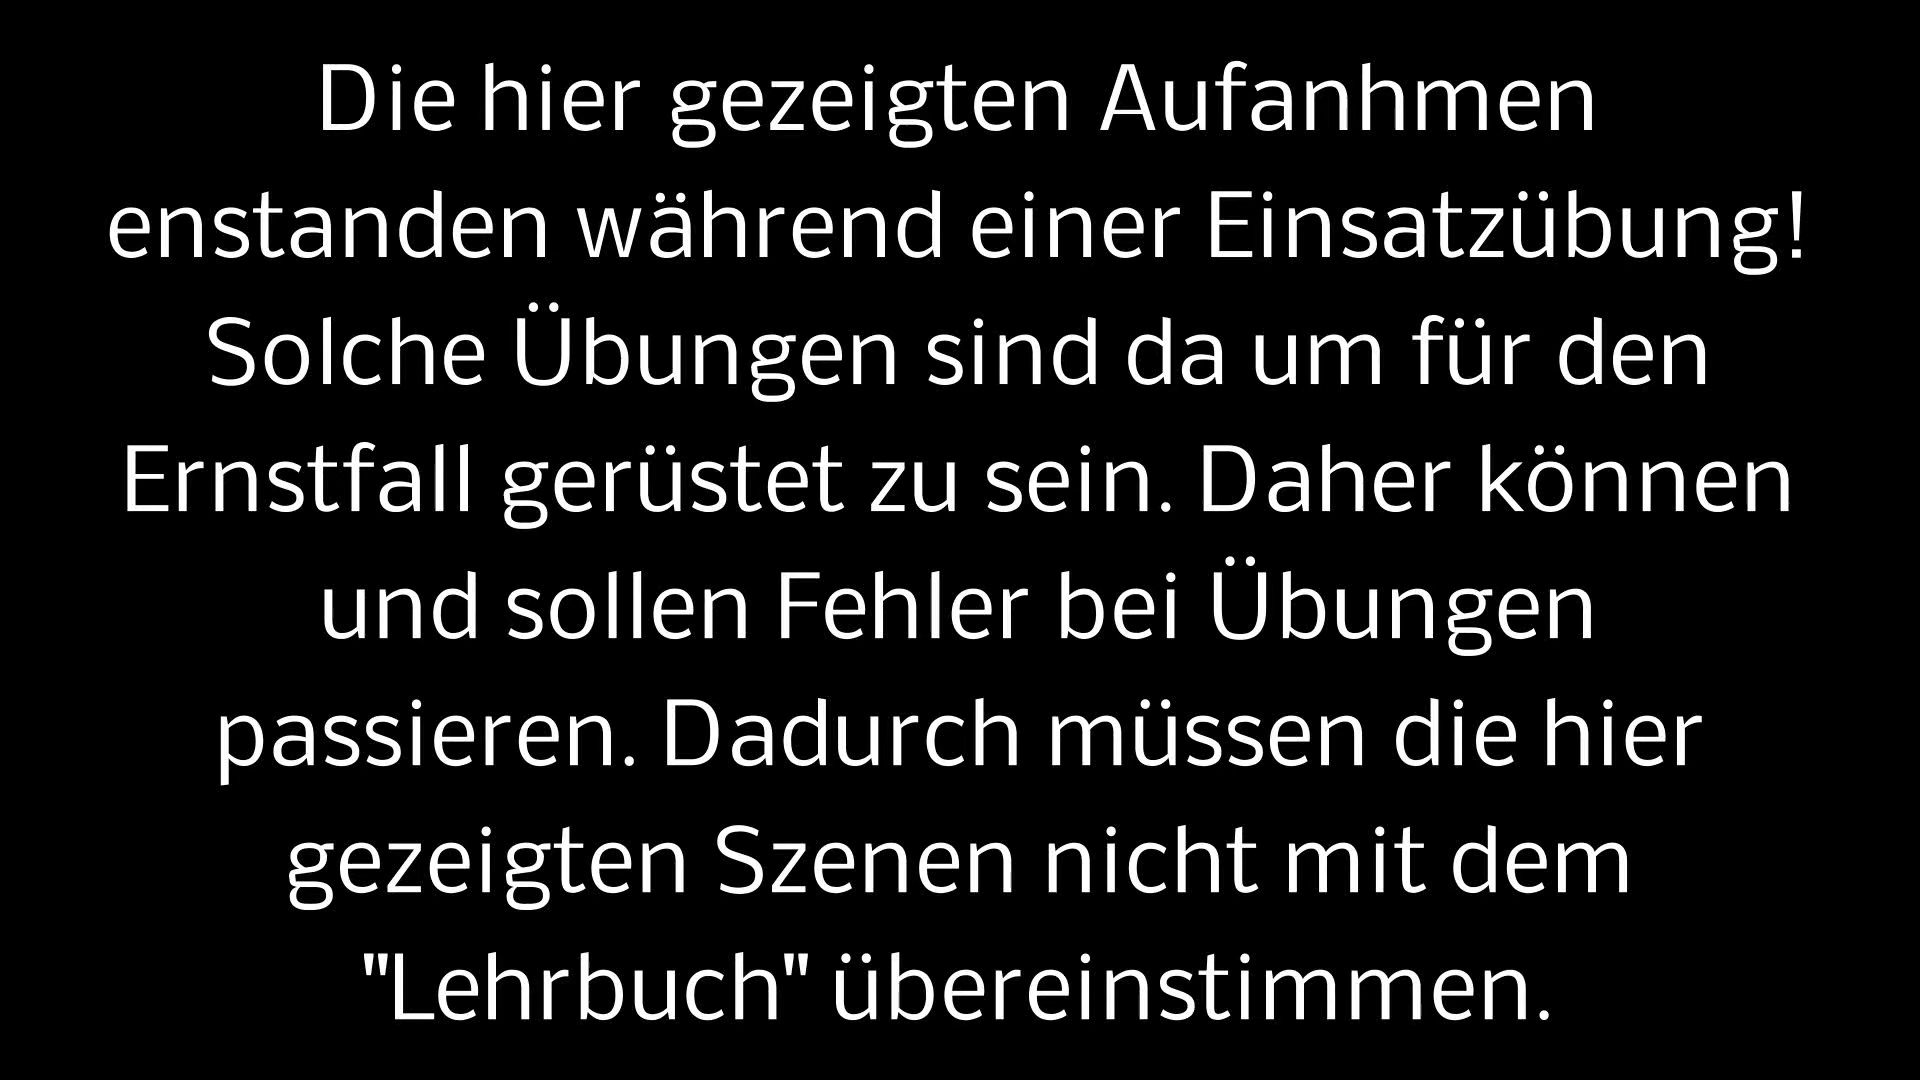 Die hier gezeigten Aufanhmen
enstanden während einer Einsatzübung!
Solche Übungen sind da um für den
Ernstfall gerüstet zu sein. Daher können
und sollen Fehler bei Übungen
passieren. Dadurch müssen die hier
gezeigten Szenen nicht mit dem
"Lehrbuch" übereinstimmen.